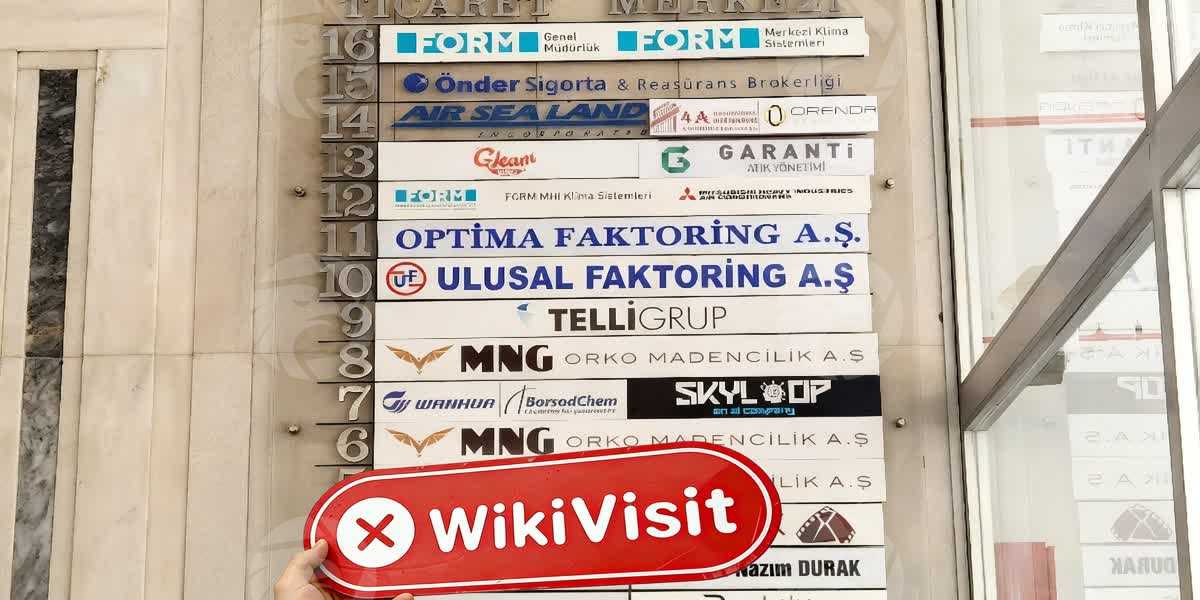 TİCARET MERKEZİ
16 FORM Genel Müdürlük FORM Merkezi Klima Sistemleri
15 Önder Sigorta & Reasürans Brokerliği
14 AIR SEA LAND INCORPORATED 4A ORENDA
13 Gleam GARANTi ATIK YÖNETİMİ
12 FORM FORM MHI Klima Sistemleri MITSUBISHI HEAVY INDUSTRIES AIR CONDITIONERS
11 OPTİMA FAKTORİNG A.Ş.
10 UF ULUSAL FAKTORİNG A.Ş
9 TELLİGRUP
8 MNG ORKO MADENCİLİK A.Ş
7 WANHUA BorsodChem SKYLOOP an ai company
6 MNG ORKO MADENCİLİK A.Ş
İLİK A.Ş
WikiVisit
Nazım DURAK